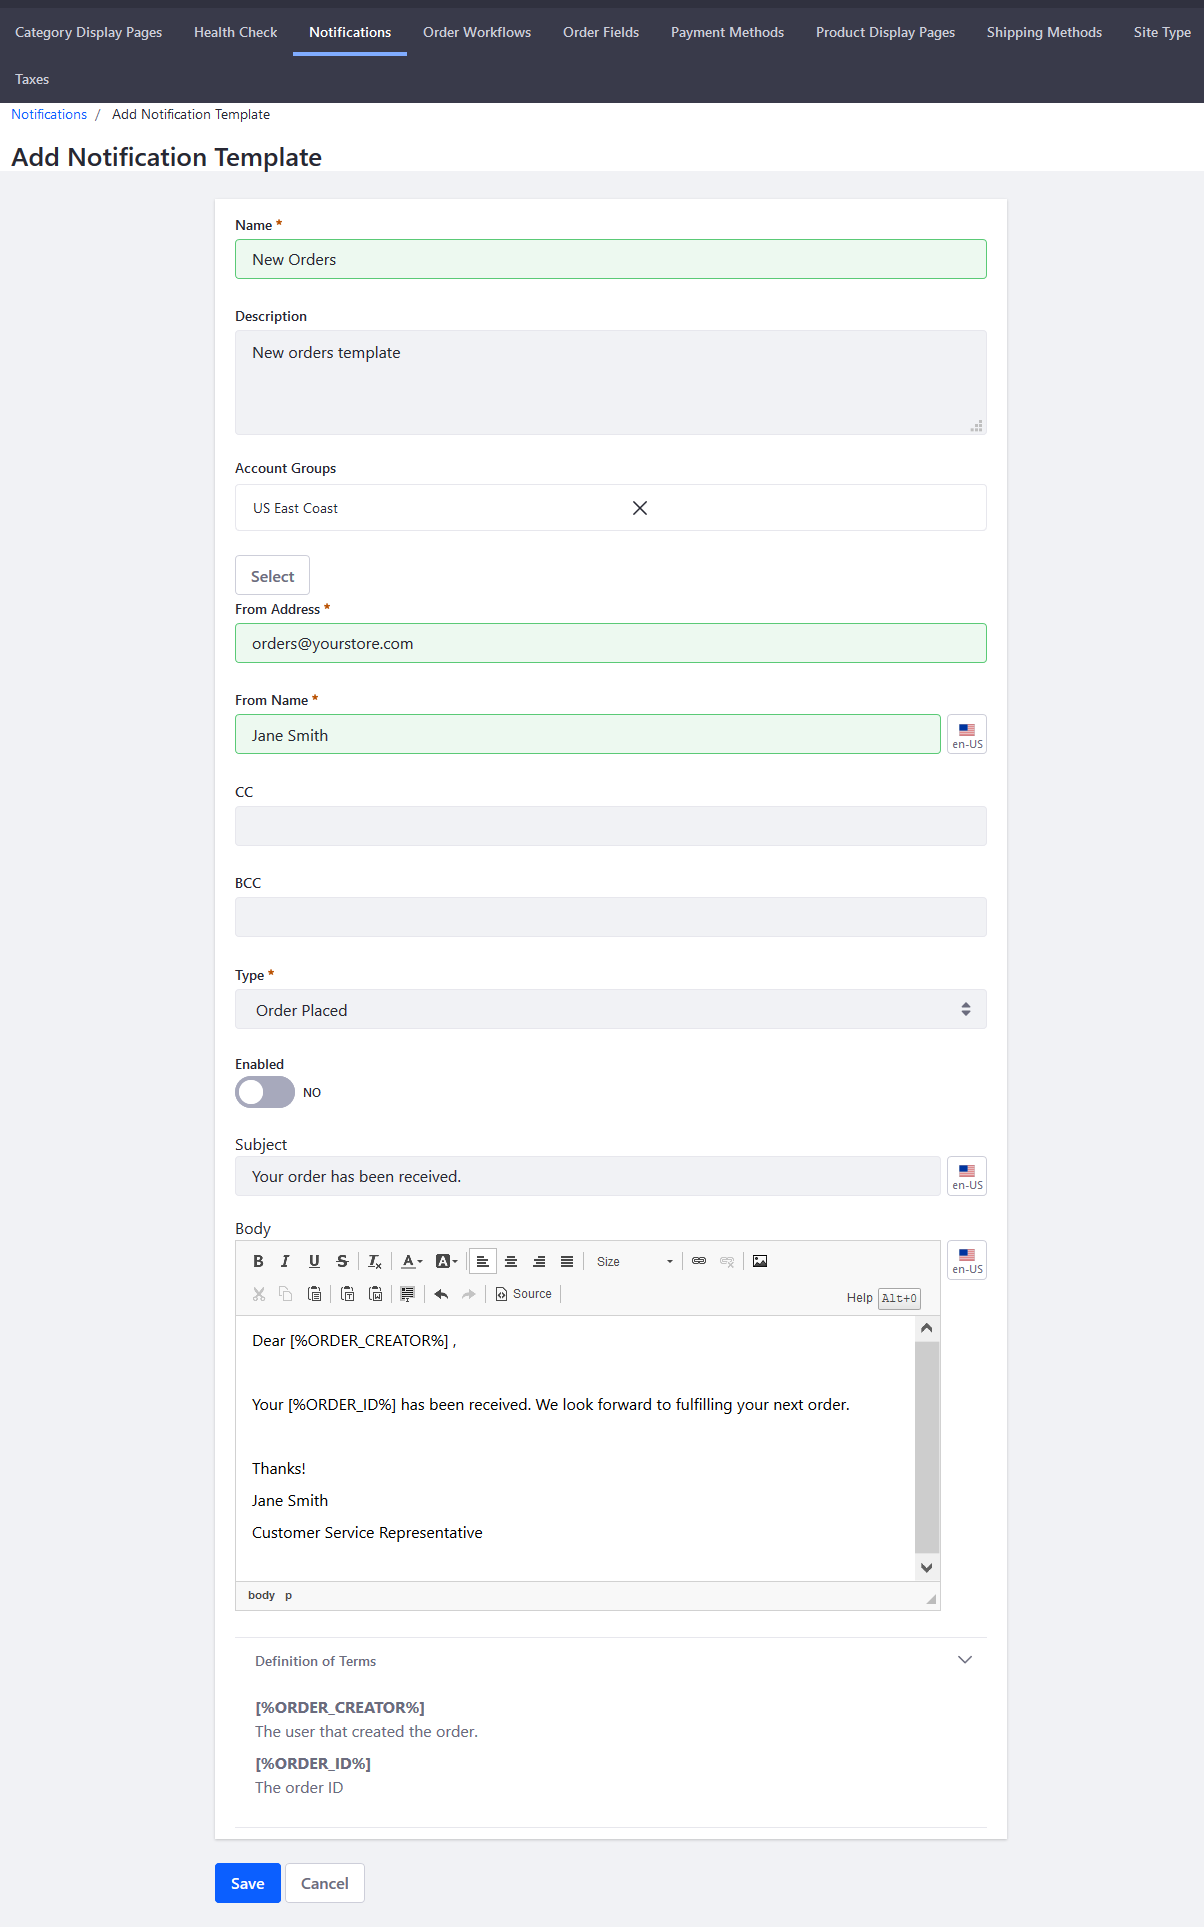 Category Display Pages Health Check Notifications Order Workflows Order Fields Payment Methods Product Display Pages Shipping Methods Site Type
Taxes
Notifications / Add Notification Template
Add Notification Template
Name *
New Orders
Description
New orders template
Account Groups
US East Coast
Select
From Address *
orders@yourstore.com
From Name *
Jane Smith
en-US
CC
BCC
Type *
Order Placed
Enabled
NO
Subject
Your order has been received.
en-US
Body
B I U S Tx A A Size
en-US
Source
Help Alt+0
Dear [%ORDER_CREATOR%] ,
Your [%ORDER_ID%] has been received. We look forward to fulfilling your next order.
Thanks!
Jane Smith
Customer Service Representative
body p
Definition of Terms
[%ORDER_CREATOR%]
The user that created the order.
[%ORDER_ID%]
The order ID
Save Cancel